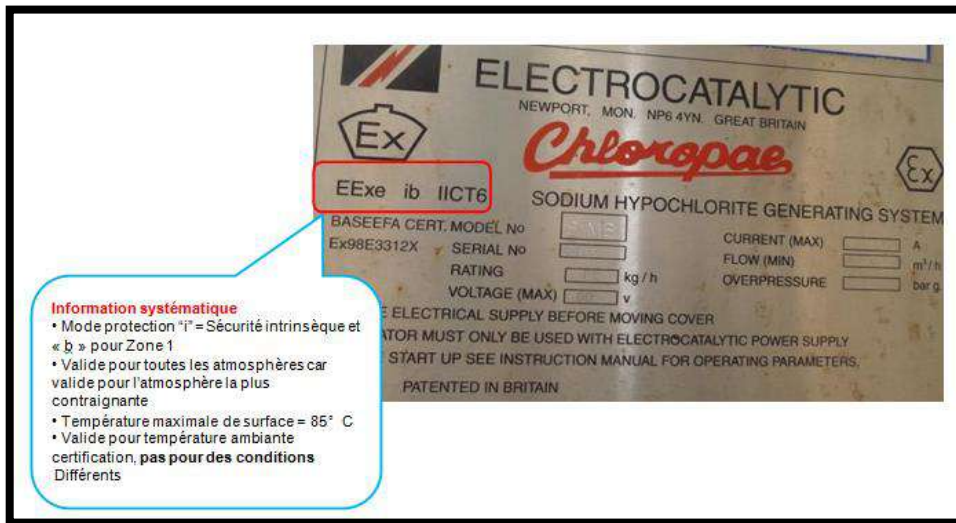 ELECTROCATALYTIC
NEWPORT, MON. NP6 4YN. GREAT BRITAIN
Ex
Chloropac
Ex
EExe ib IICT6
SODIUM HYPOCHLORITE GENERATING SYSTEM
BASEEFA CERT. MODEL No
Ex98E3312X SERIAL No
CURRENT (MAX) A
FLOW (MIN) m³/h
RATING kg / h
OVERPRESSURE bar g
VOLTAGE (MAX) v
ELECTRICAL SUPPLY BEFORE MOVING COVER
ATOR MUST ONLY BE USED WITH ELECTROCATALYTIC POWER SUPPLY
START UP SEE INSTRUCTION MANUAL FOR OPERATING PARAMETERS.
PATENTED IN BRITAIN
Information systématique
• Mode protection “i” = Sécurité intrinsèque et
« b » pour Zone 1
• Valide pour toutes les atmosphères car
valide pour l’atmosphère la plus
contraignante
• Température maximale de surface = 85° C
• Valide pour température ambiante
certification, pas pour des conditions
Différents